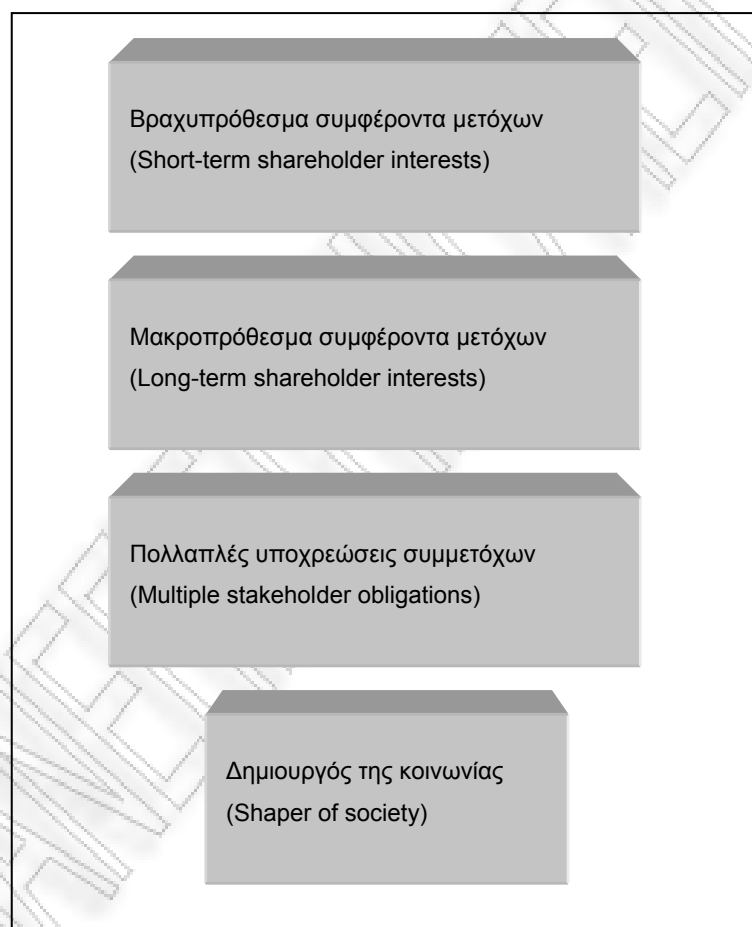 Βραχυπρόθεσμα συμφέροντα μετόχων
(Short-term shareholder interests)
Μακροπρόθεσμα συμφέροντα μετόχων
(Long-term shareholder interests)
Πολλαπλές υποχρεώσεις συμμετόχων
(Multiple stakeholder obligations)
Δημιουργός της κοινωνίας
(Shaper of society)